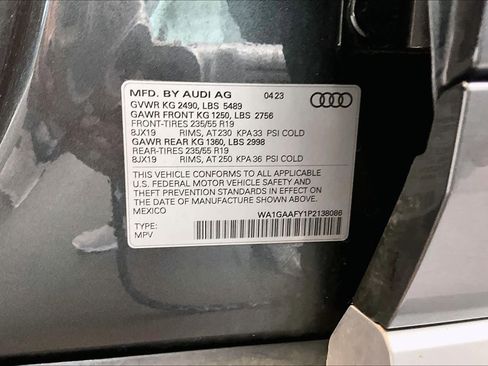 MFD. BY AUDI AG 04 23
GVWR KG 2490, LBS 5489
GAWR FRONT KG 1250, LBS 2756
FRONT-TIRES 235/55 R19
8JX19 RIMS, AT 230 KPA 33 PSI COLD
GAWR REAR KG 1360, LBS 2998
REAR-TIRES 235/55 R19
8JX19 RIMS, AT 250 KPA 36 PSI COLD
THIS VEHICLE CONFORMS TO ALL APPLICABLE
U.S. FEDERAL MOTOR VEHICLE SAFETY AND
THEFT PREVENTION STANDARDS IN EFFECT ON
THE DATE OF MANUFACTURE SHOWN ABOVE.
MEXICO WA1GAAFY1P2138086
TYPE:
MPV